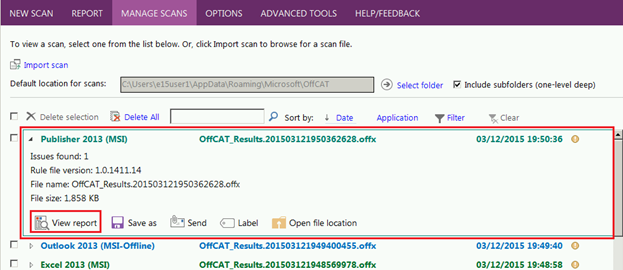 NEW SCAN REPORT MANAGE SCANS OPTIONS ADVANCED TOOLS HELP/FEEDBACK
To view a scan, select one from the list below. Or, click Import scan to browse for a scan file.
Import scan
Default location for scans: C:\Users\e15user1\AppData\Roaming\Microsoft\OffCAT Select folder Include subfolders (one-level deep)
Delete selection Delete All Sort by: ↓ Date Application Filter Clear
Publisher 2013 (MSI) OffCAT_Results.201503121950362628.offx 03/12/2015 19:50:36
Issues found: 1
Rule file version: 1.0.1411.14
File name: OffCAT_Results.201503121950362628.offx
File size: 1,858 KB
View report Save as Send Label Open file location
Outlook 2013 (MSI-Offline) OffCAT_Results.201503121949400455.offx 03/12/2015 19:49:40
Excel 2013 (MSI) OffCAT_Results.201503121948569978.offx 03/12/2015 19:48:58